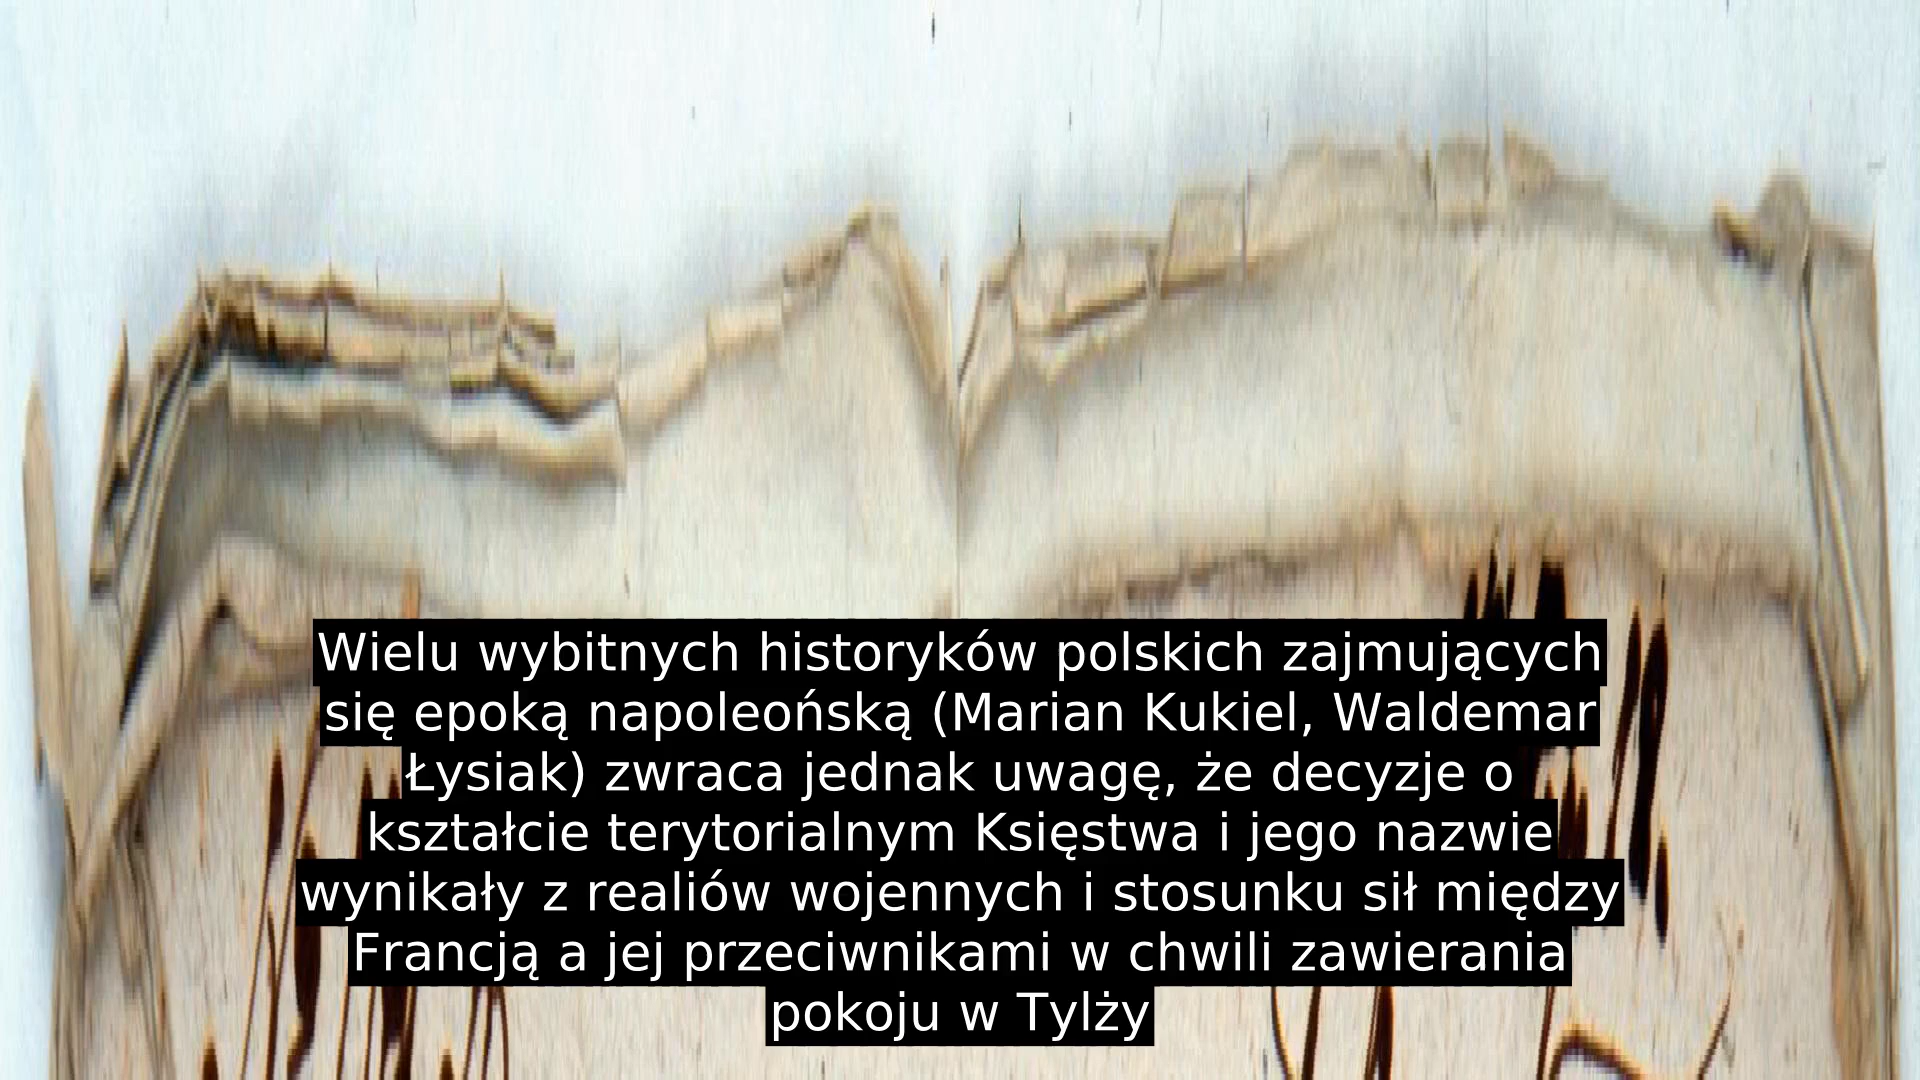 Wielu wybitnych historyków polskich zajmujących
się epoką napoleońską (Marian Kukiel, Waldemar
Łysiak) zwraca jednak uwagę, że decyzje o
kształcie terytorialnym Księstwa i jego nazwie
wynikały z realiów wojennych i stosunku sił między
Francją a jej przeciwnikami w chwili zawierania
pokoju w Tylży